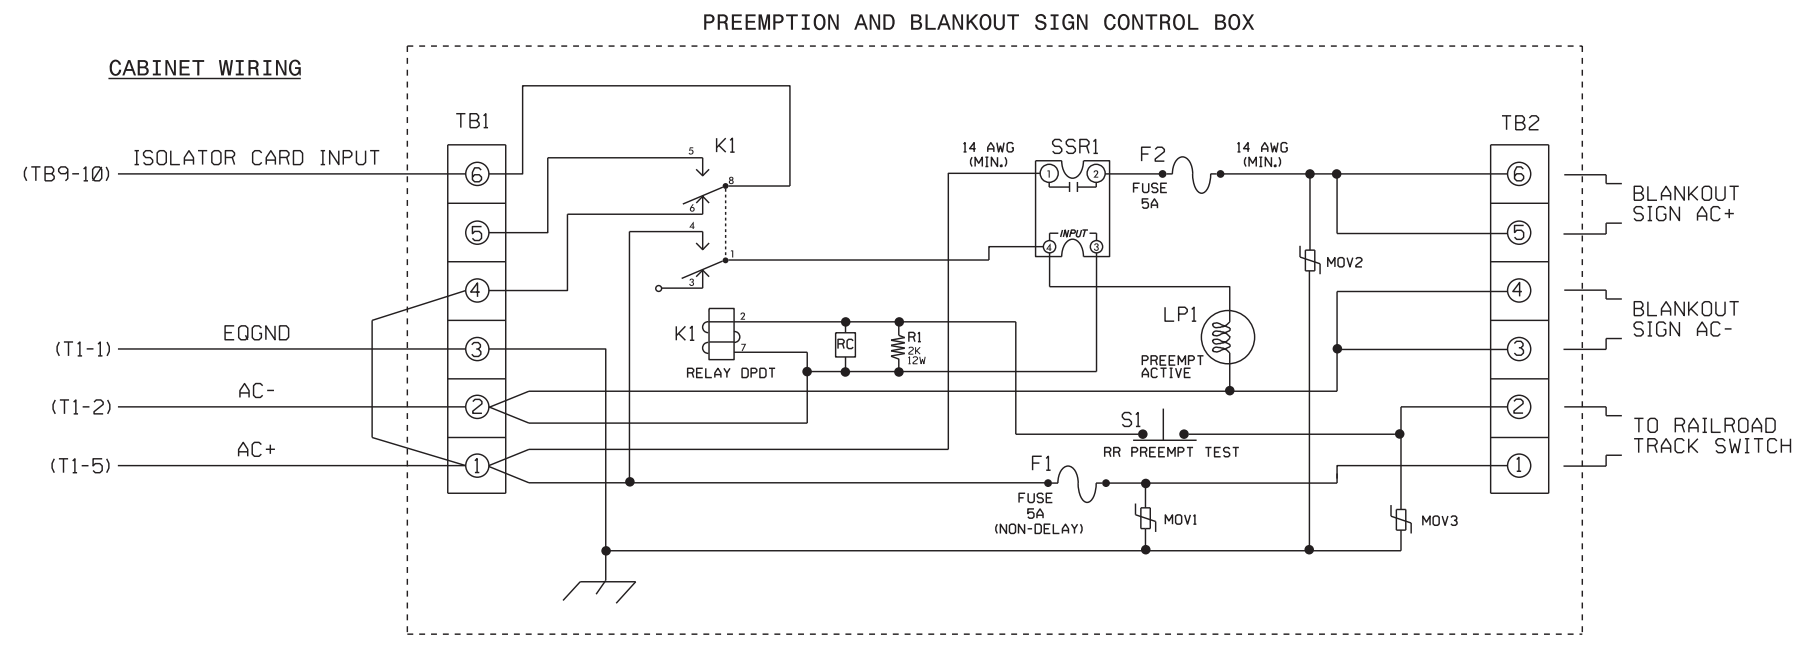 PREEMPTION AND BLANKOUT SIGN CONTROL BOX
CABINET WIRING
TB1
6
5
4
3
2
1
(TB9-10)
ISOLATOR CARD INPUT
(T1-1)
EQGND
(T1-2)
AC-
(T1-5)
AC+
K1
5
8
6
4
1
3
K1
2
7
RELAY DPDT
RC
R1
2K
12W
14 AWG
(MIN.)
SSR1
1
2
INPUT
4
3
F2
FUSE
5A
14 AWG
(MIN.)
MOV2
LP1
PREEMPT
ACTIVE
S1
RR PREEMPT TEST
F1
FUSE
5A
(NON-DELAY)
MOV1
MOV3
TB2
6
5
4
3
2
1
BLANKOUT
SIGN AC+
BLANKOUT
SIGN AC-
TO RAILROAD
TRACK SWITCH